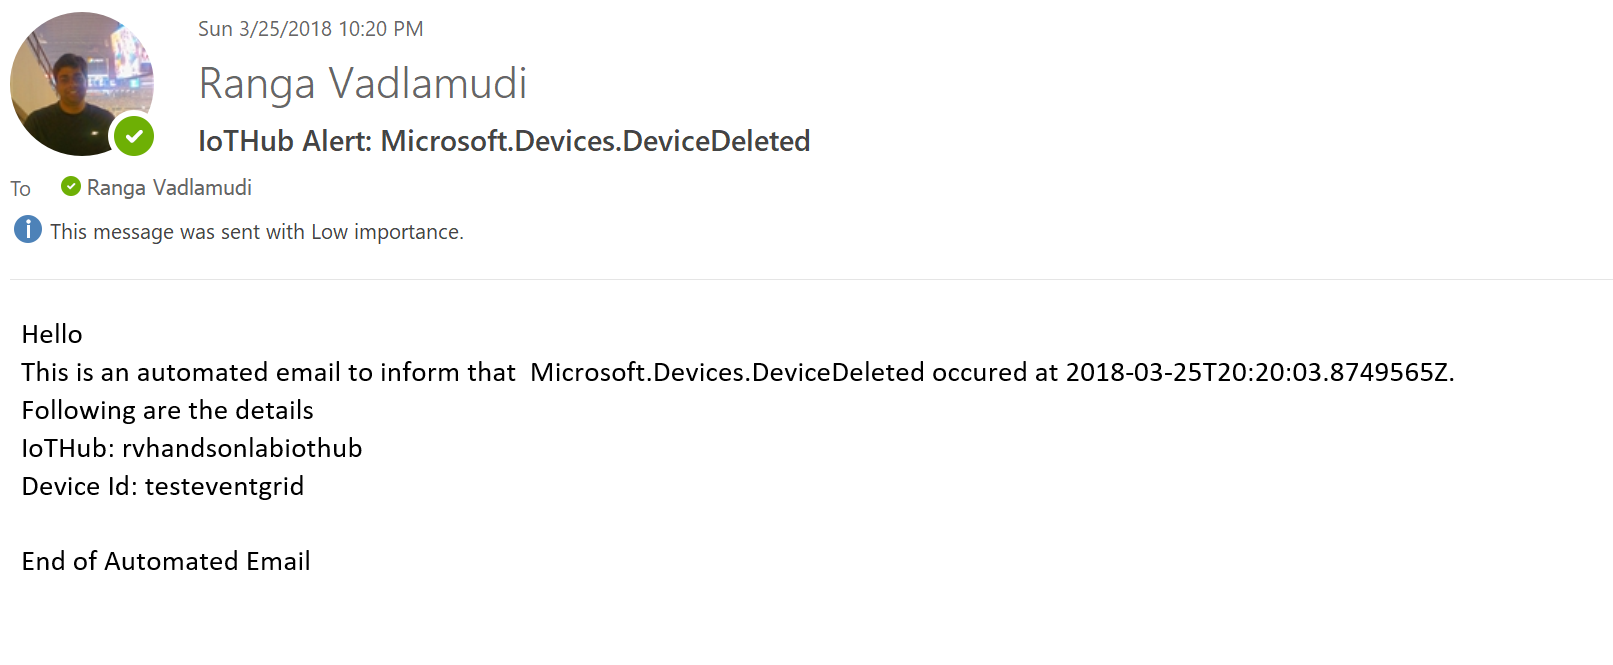 Sun 3/25/2018 10:20 PM
Ranga Vadlamudi
IoTHub Alert: Microsoft.Devices.DeviceDeleted
To Ranga Vadlamudi
This message was sent with Low importance.
Hello
This is an automated email to inform that  Microsoft.Devices.DeviceDeleted occured at 2018-03-25T20:20:03.8749565Z.
Following are the details
IoTHub: rvhandsonlabiothub
Device Id: testeventgrid
End of Automated Email